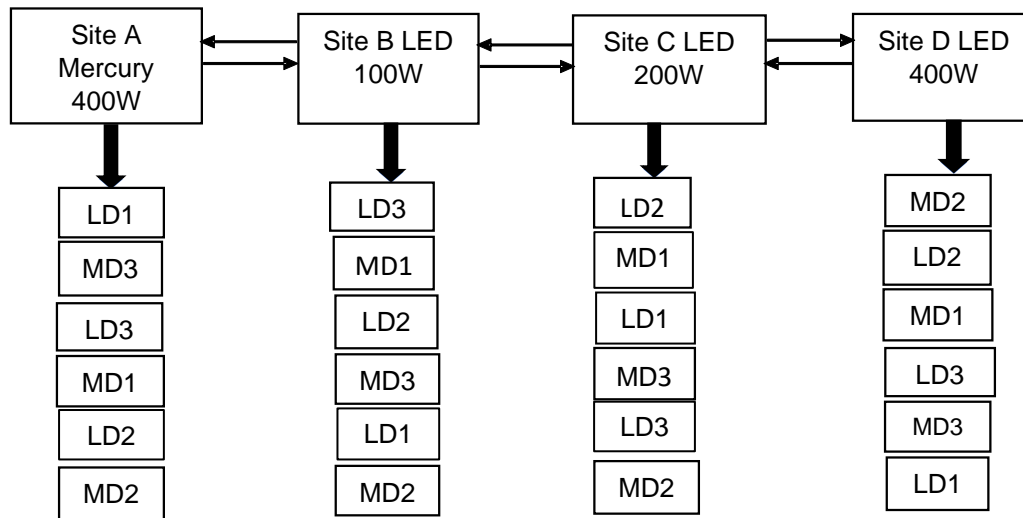 Site A
Mercury
400W
Site B LED
100W
Site C LED
200W
Site D LED
400W
LD1
MD3
LD3
MD1
LD2
MD2
LD3
MD1
LD2
MD3
LD1
MD2
LD2
MD1
LD1
MD3
LD3
MD2
MD2
LD2
MD1
LD3
MD3
LD1